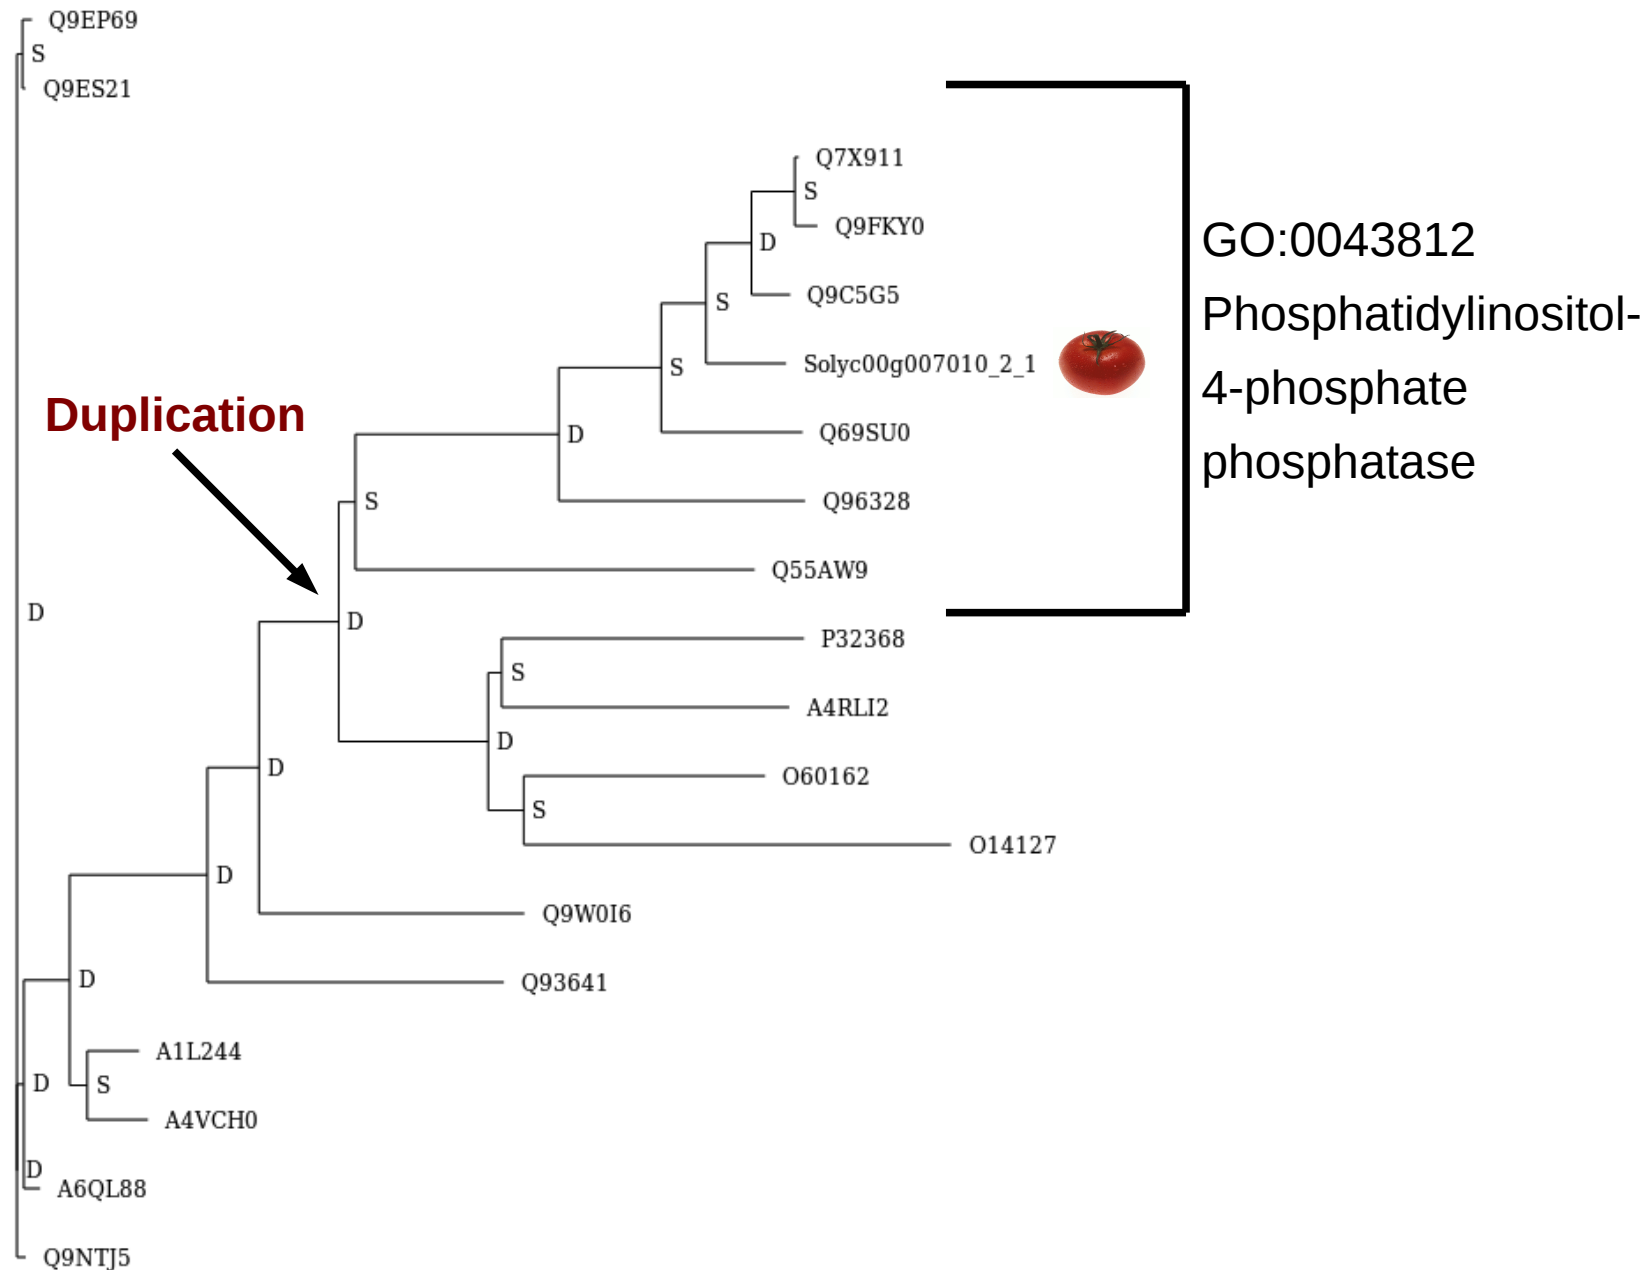 Q9EP69
S
Q9ES21
Q7X911
S
Q9FKY0
D
Q9C5G5
S
Solyc00g007010_2_1
S
Q69SU0
D
Q96328
S
Q55AW9
GO:0043812
Phosphatidylinositol-
4-phosphate
phosphatase
Duplication
D
D
P32368
S
A4RLI2
D
O60162
S
O14127
D
Q9W0I6
D
Q93641
D
A1L244
D
S
A4VCH0
D
A6QL88
Q9NTJ5